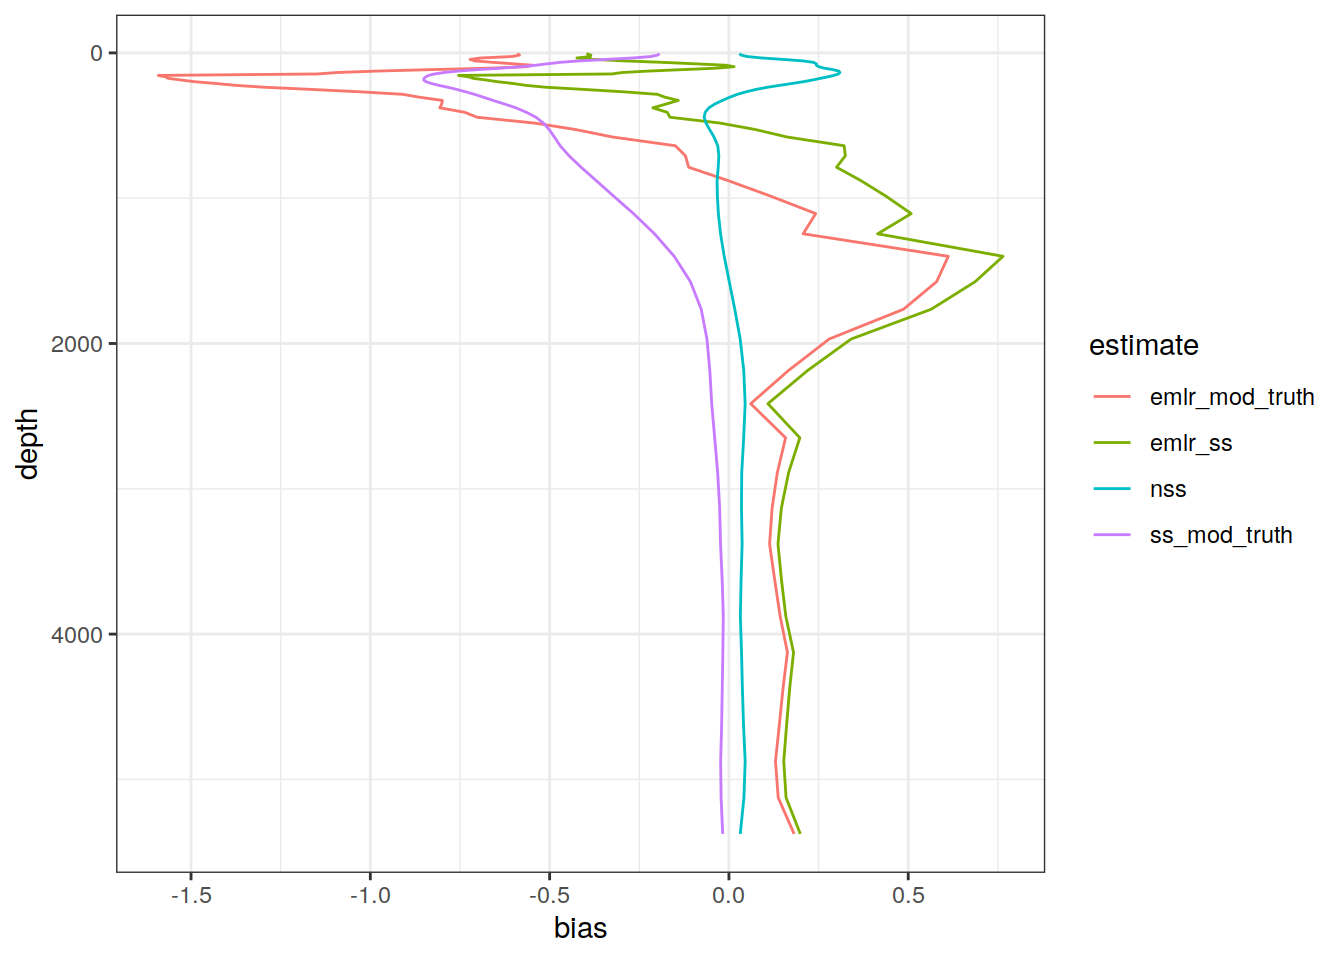 0
2000
4000
depth
-1.5
-1.0
-0.5
0.0
0.5
bias
estimate
emlr_mod_truth
emlr_ss
nss
ss_mod_truth